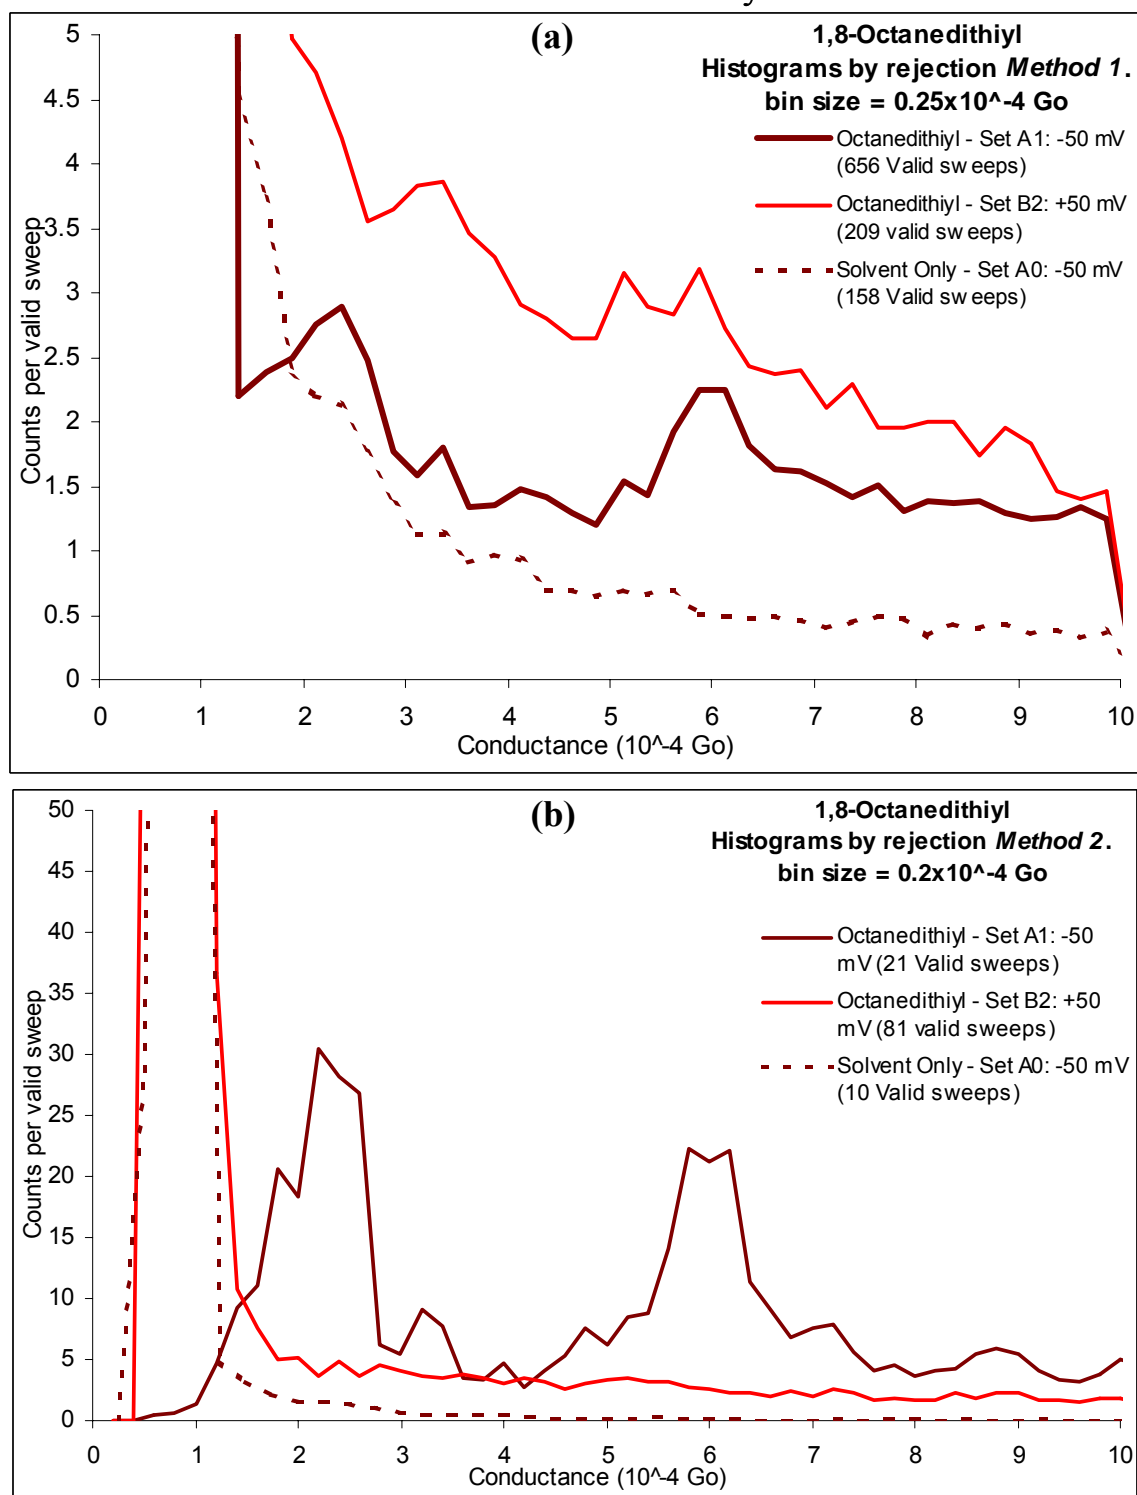 (a)
1,8-Octanedithiyl
Histograms by rejection Method 1.
bin size = 0.25x10^-4 Go
Octanedithiyl - Set A1: -50 mV
(656 Valid sweeps)
Octanedithiyl - Set B2: +50 mV
(209 valid sweeps)
Solvent Only - Set A0: -50 mV
(158 Valid sweeps)
Counts per valid sweep
5
4.5
4
3.5
3
2.5
2
1.5
1
0.5
0
0 1 2 3 4 5 6 7 8 9 10
Conductance (10^-4 Go)
(b)
1,8-Octanedithiyl
Histograms by rejection Method 2.
bin size = 0.2x10^-4 Go
Octanedithiyl - Set A1: -50
mV (21 Valid sweeps)
Octanedithiyl - Set B2: +50
mV (81 valid sweeps)
Solvent Only - Set A0: -50 mV
(10 Valid sweeps)
Counts per valid sweep
50
45
40
35
30
25
20
15
10
5
0
0 1 2 3 4 5 6 7 8 9 10
Conductance (10^-4 Go)